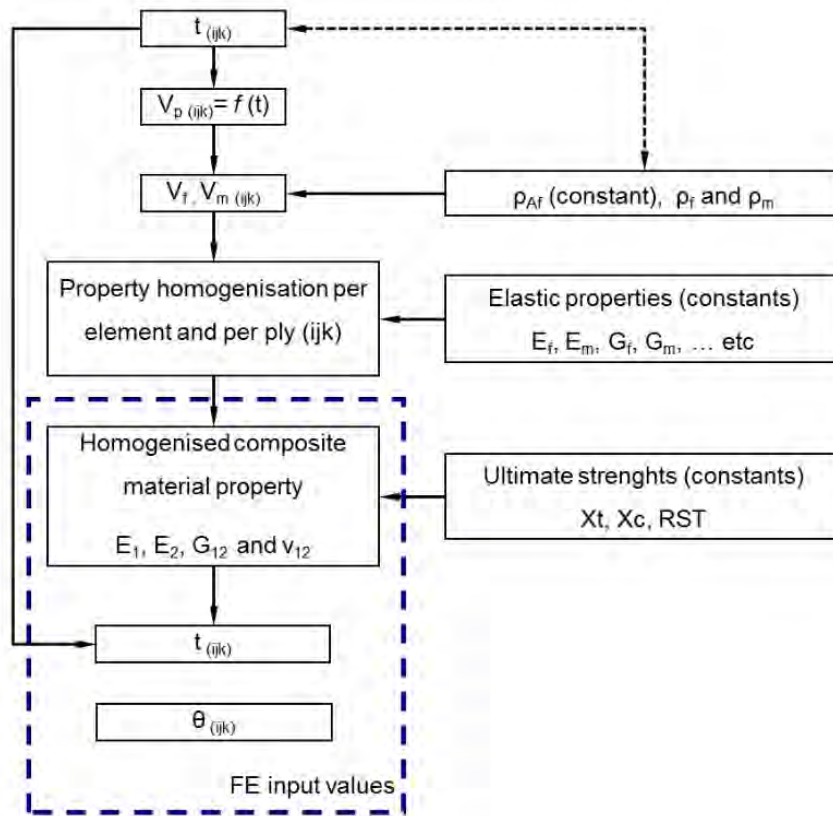 t (ijk)
Vp (ijk)= f (t)
Vf ,Vm (ijk)
ρAf (constant), ρf and ρm
Property homogenisation per
element and per ply (ijk)
Elastic properties (constants)
Ef, Em, Gf, Gm, … etc
Homogenised composite
material property
E1, E2, G12 and ν12
Ultimate strenghts (constants)
Xt, Xc, RST
t (ijk)
θ (ijk)
FE input values